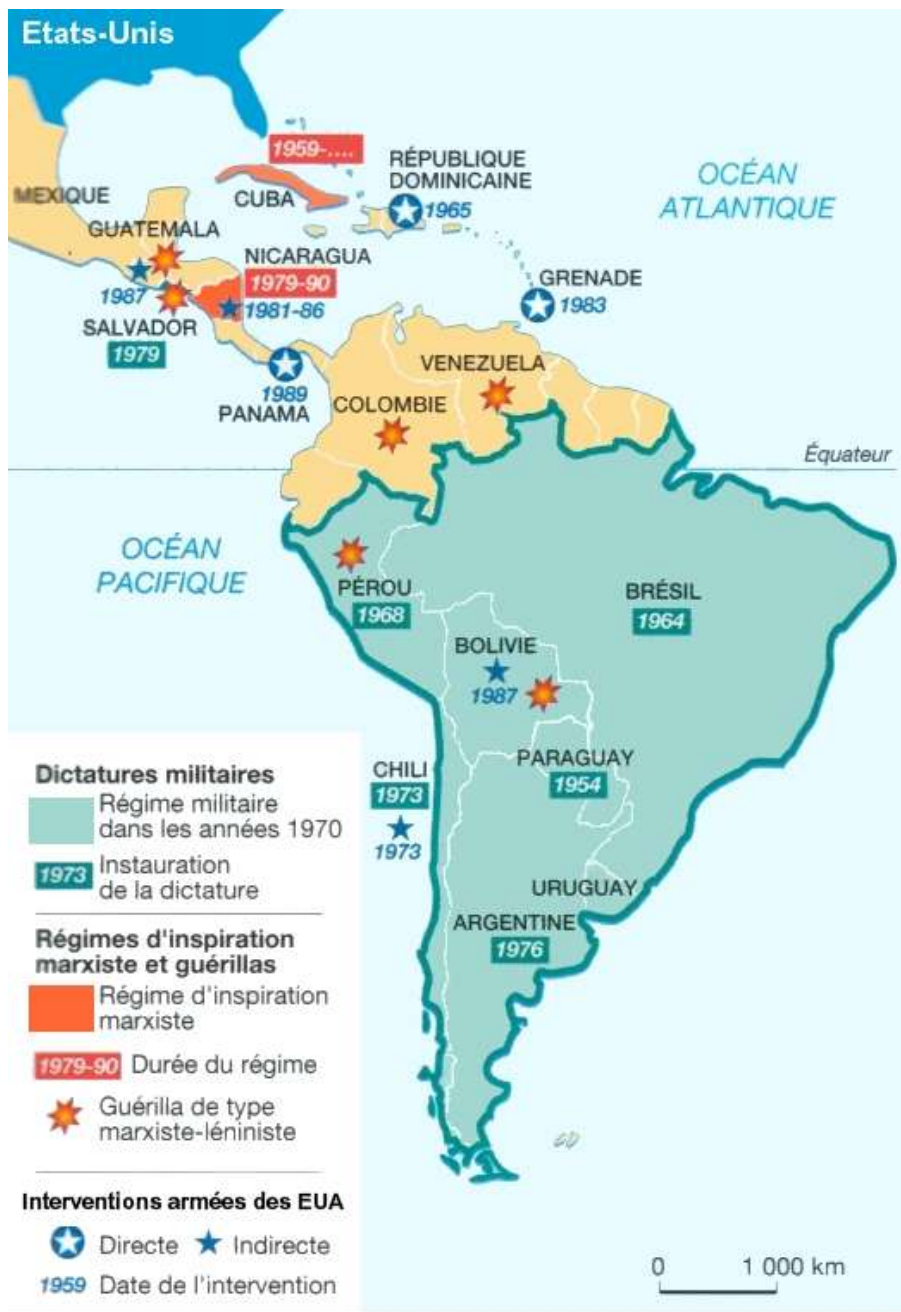 Etats-Unis
1959-....
RÉPUBLIQUE
DOMINICAINE
1965
OCÉAN
ATLANTIQUE
MEXIQUE
CUBA
GUATEMALA
1987
NICARAGUA
1979-90
1981-86
GRENADE
1983
SALVADOR
1979
1989
PANAMA
VENEZUELA
COLOMBIE
Équateur
OCÉAN
PACIFIQUE
PÉROU
1968
BRÉSIL
1964
BOLIVIE
1987
PARAGUAY
1954
CHILI
1973
1973
URUGUAY
ARGENTINE
1976
Dictatures militaires
Régime militaire
dans les années 1970
1973 Instauration
de la dictature
Régimes d'inspiration
marxiste et guérillas
Régime d'inspiration
marxiste
1979-90 Durée du régime
Guérilla de type
marxiste-léniniste
Interventions armées des EUA
Directe Indirecte
1959 Date de l'intervention
0 1 000 km